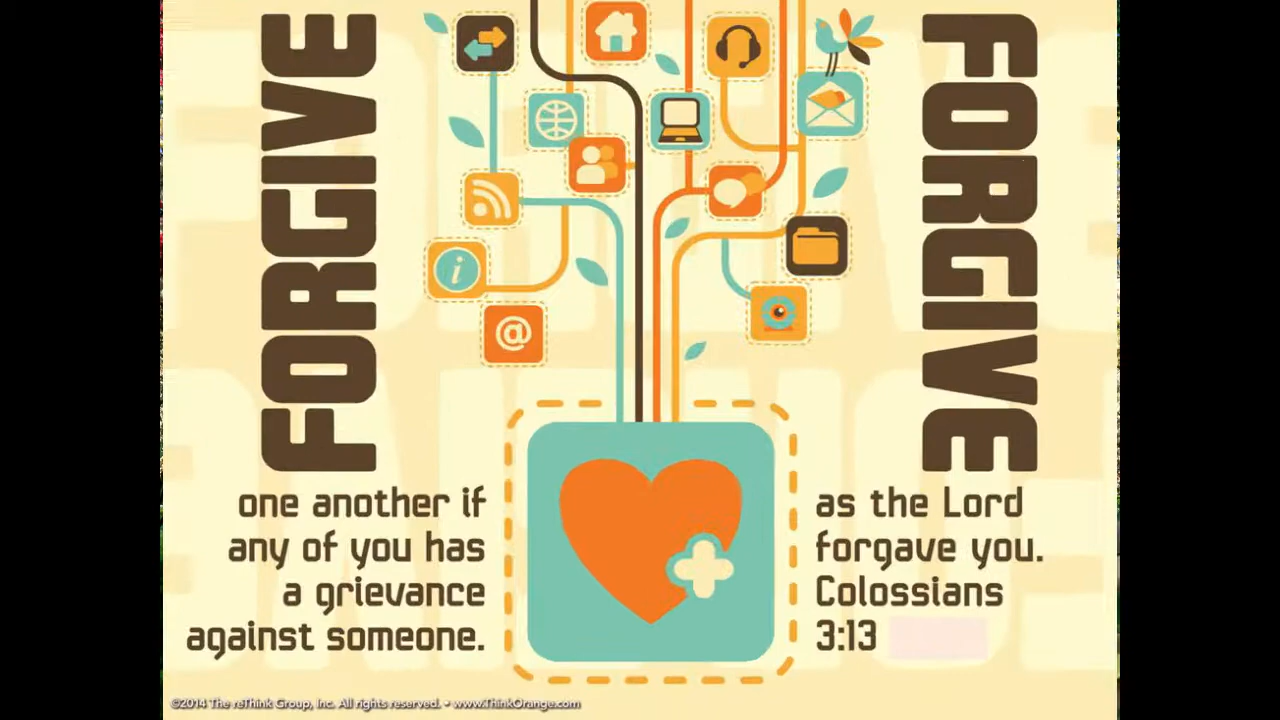 FORGIVE
one another if
any of you has
a grievance
against someone.
FORGIVE
as the Lord
forgave you.
Colossians
3:13
i
@
©2014 The reThink Group, Inc. All rights reserved. • www.ThinkOrange.com